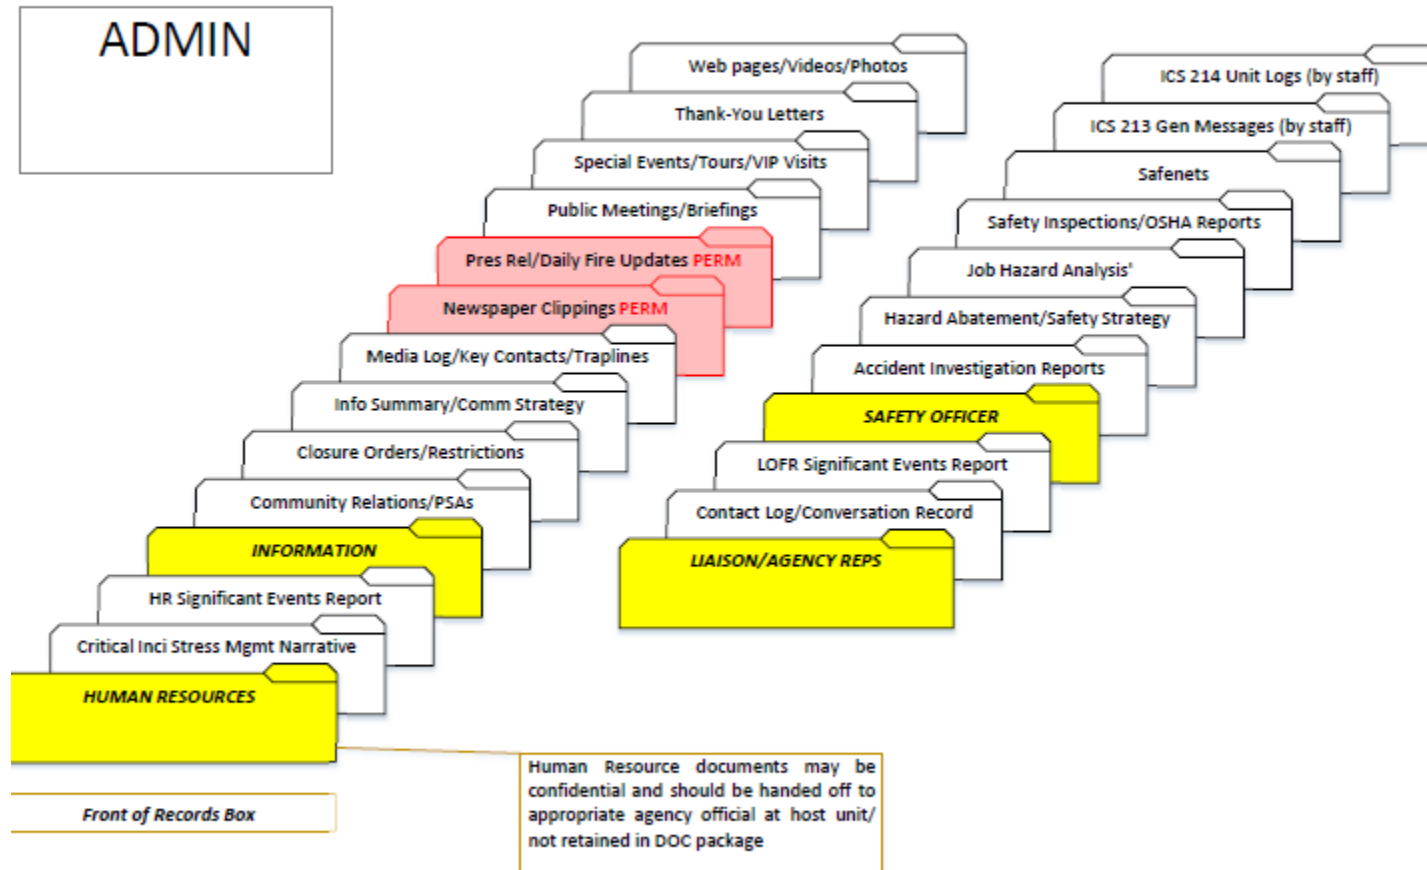 ADMIN
Web pages/Videos/Photos
Thank-You Letters
Special Events/Tours/VIP Visits
Public Meetings/Briefings
Pres Rel/Daily Fire Updates PERM
Newspaper Clippings PERM
Media Log/Key Contacts/Traplines
Info Summary/Comm Strategy
Closure Orders/Restrictions
Community Relations/PSAs
INFORMATION
HR Significant Events Report
Critical Inci Stress Mgmt Narrative
HUMAN RESOURCES
Front of Records Box
ICS 214 Unit Logs (by staff)
ICS 213 Gen Messages (by staff)
Safenets
Safety Inspections/OSHA Reports
Job Hazard Analysis'
Hazard Abatement/Safety Strategy
Accident Investigation Reports
SAFETY OFFICER
LOFR Significant Events Report
Contact Log/Conversation Record
LIAISON/AGENCY REPS
Human Resource documents may be
confidential and should be handed off to
appropriate agency official at host unit/
not retained in DOC package